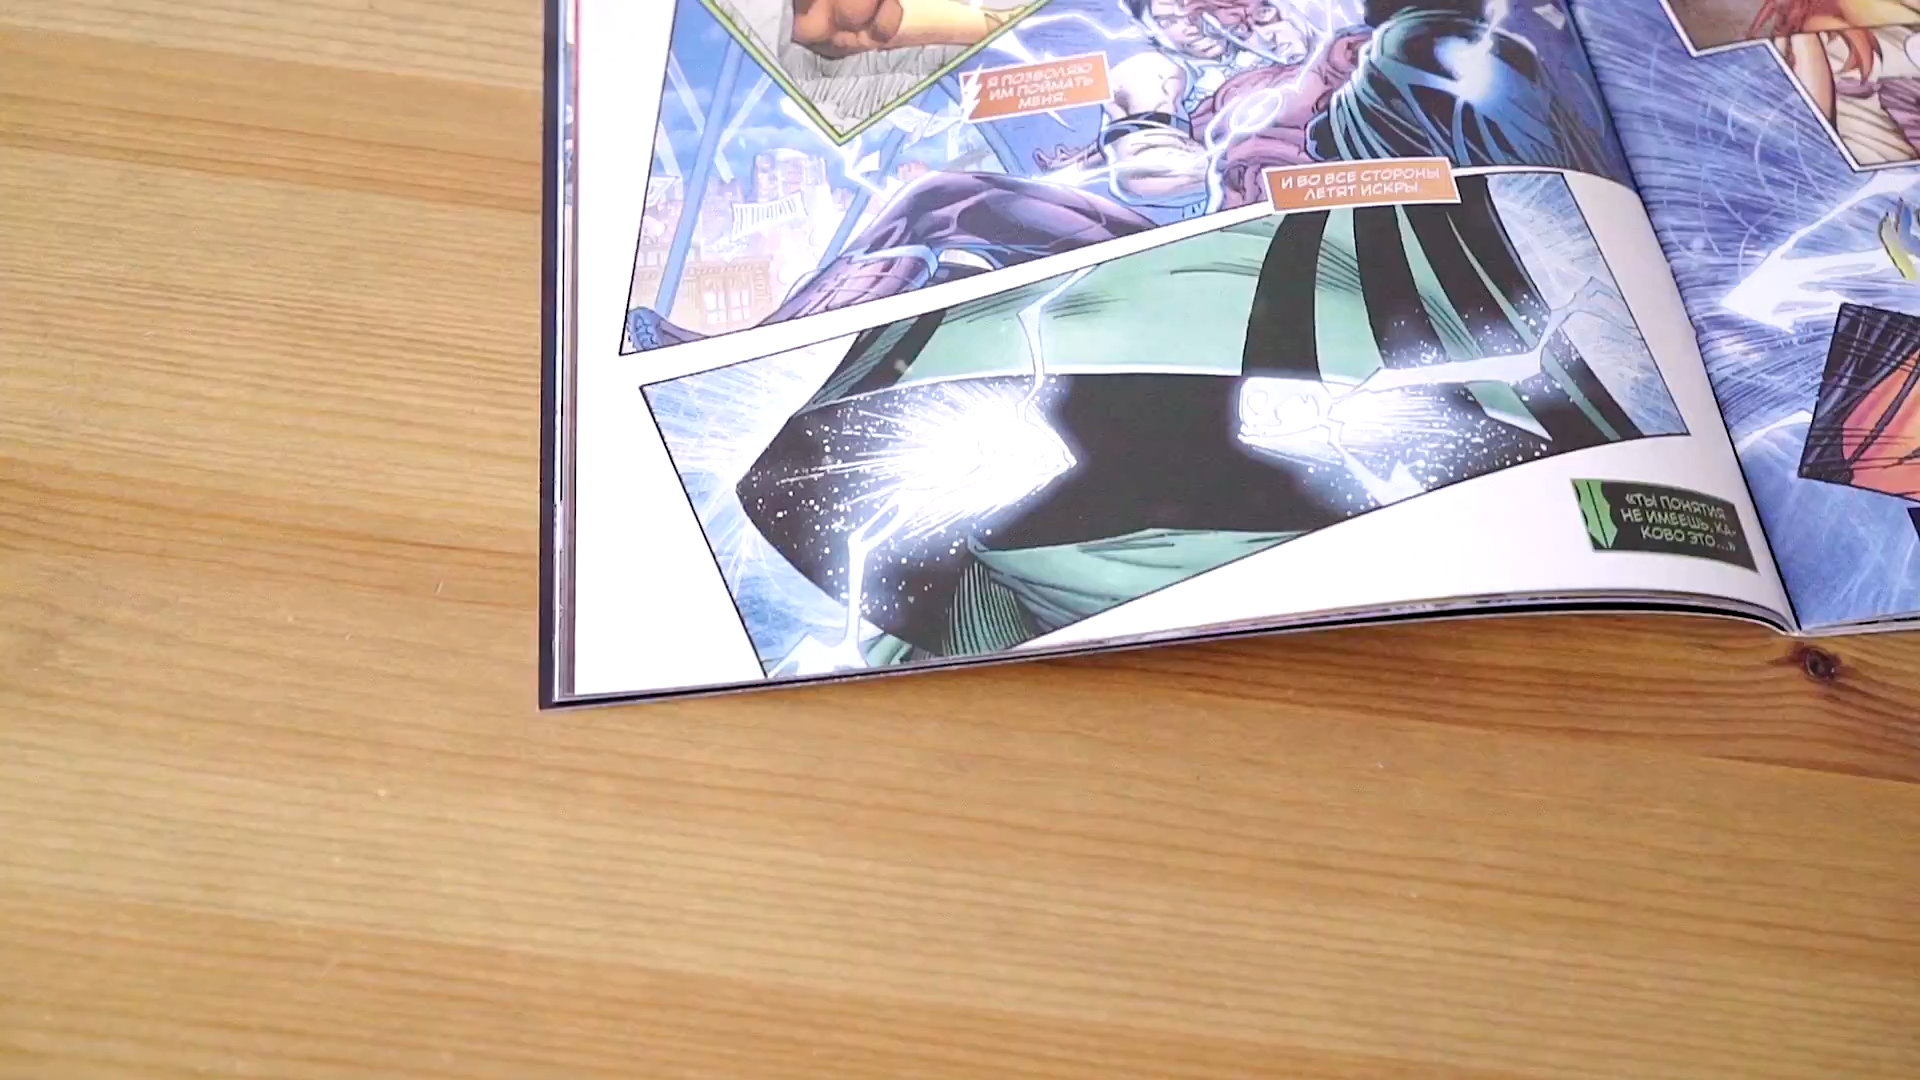 Я ПОЗВОЛЯЮ
ИМ ПОЙМАТЬ
МЕНЯ.
И ВО ВСЕ СТОРОНЫ
ЛЕТЯТ ИСКРЫ.
«ТЫ ПОНЯТИЯ
НЕ ИМЕЕШЬ, КА-
КОВО ЭТО...»